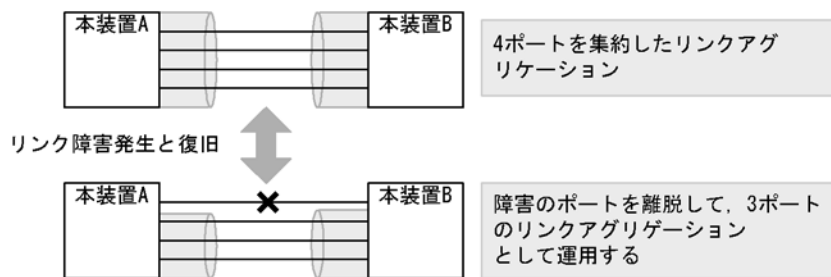 本装置A
本装置B
4ポートを集約したリンクアグ
リケーション
リンク障害発生と復旧
本装置A
本装置B
障害のポートを離脱して，3ポート
のリンクアグリゲーション
として運用する